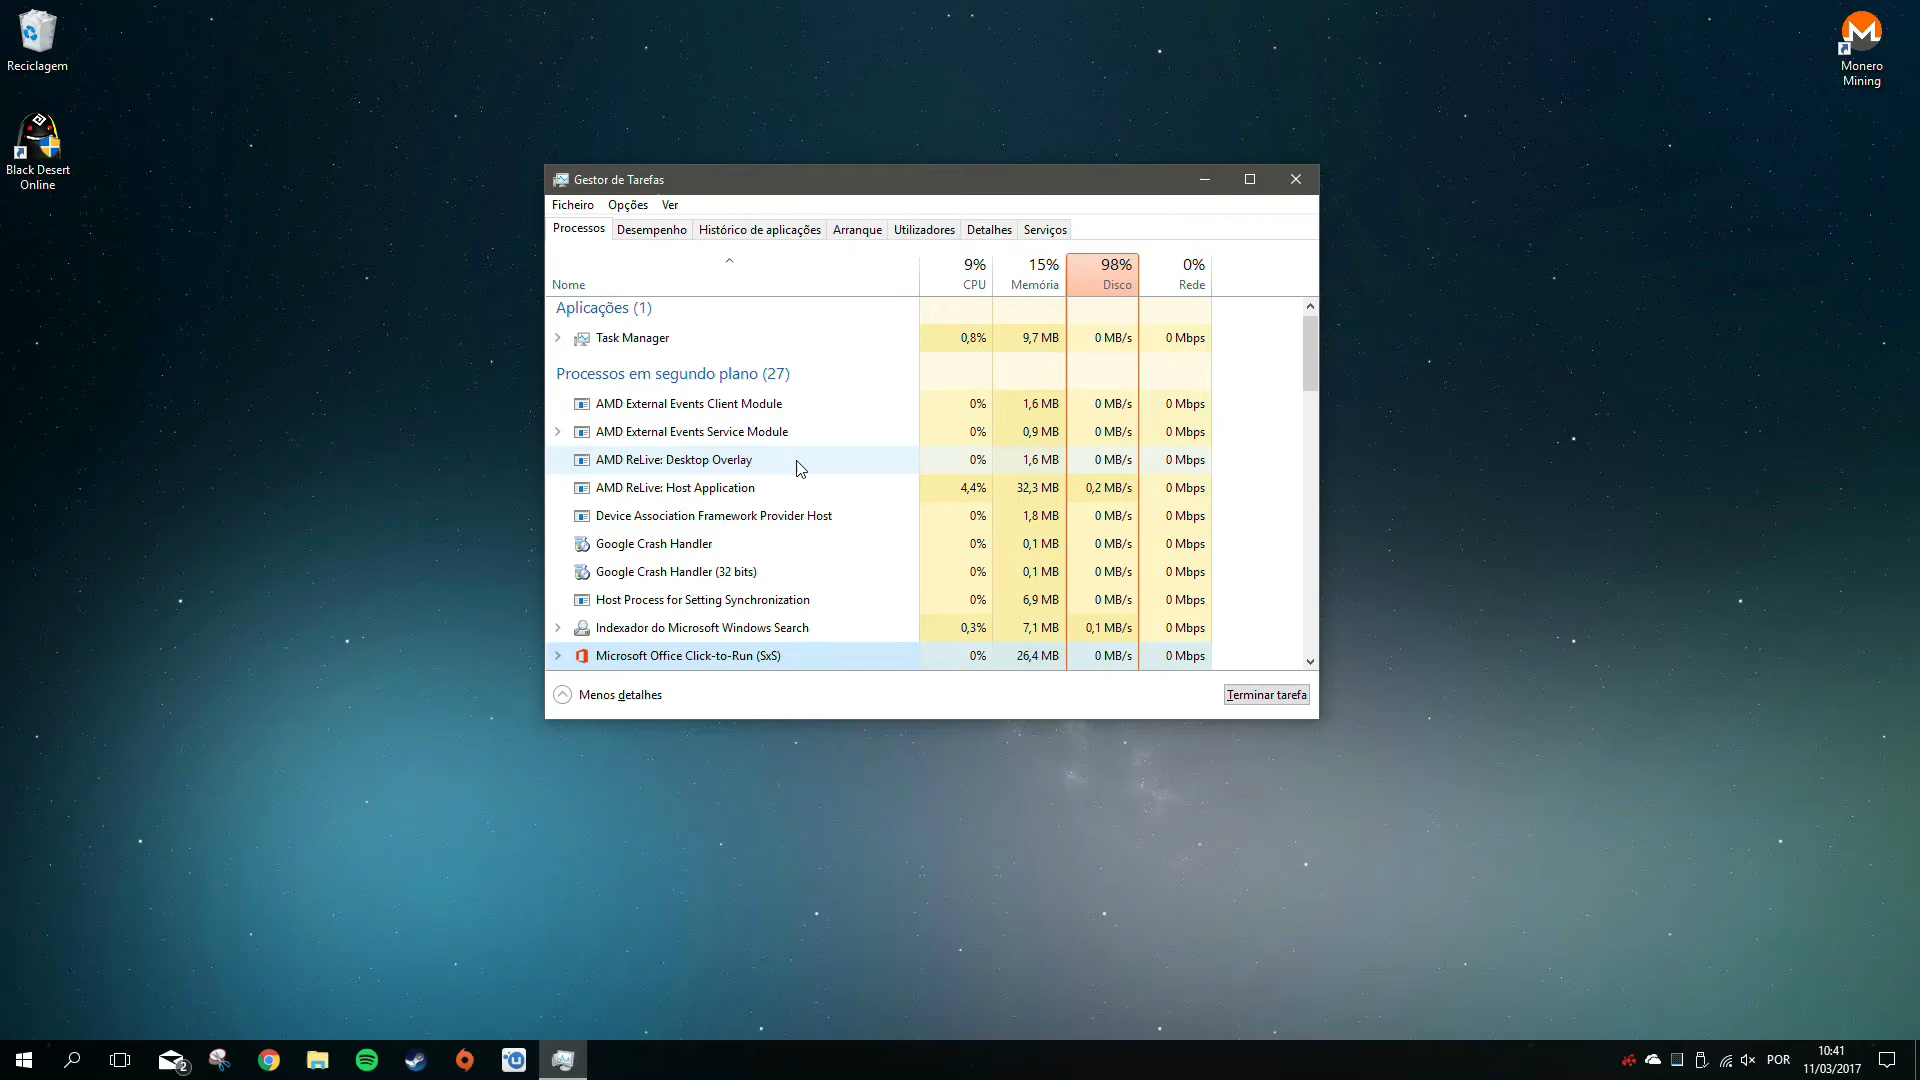 Reciclagem
Black Desert
Online
Monero
Mining
Gestor de Tarefas
Ficheiro Opções Ver
Processos Desempenho Histórico de aplicações Arranque Utilizadores Detalhes Serviços
9% 15% 98% 0%
Nome CPU Memória Disco Rede
Aplicações (1)
Task Manager 0,8% 9,7 MB 0 MB/s 0 Mbps
Processos em segundo plano (27)
AMD External Events Client Module 0% 1,6 MB 0 MB/s 0 Mbps
AMD External Events Service Module 0% 0,9 MB 0 MB/s 0 Mbps
AMD ReLive: Desktop Overlay 0% 1,6 MB 0 MB/s 0 Mbps
AMD ReLive: Host Application 4,4% 32,3 MB 0,2 MB/s 0 Mbps
Device Association Framework Provider Host 0% 1,8 MB 0 MB/s 0 Mbps
Google Crash Handler 0% 0,1 MB 0 MB/s 0 Mbps
Google Crash Handler (32 bits) 0% 0,1 MB 0 MB/s 0 Mbps
Host Process for Setting Synchronization 0% 6,9 MB 0 MB/s 0 Mbps
Indexador do Microsoft Windows Search 0,3% 7,1 MB 0,1 MB/s 0 Mbps
Microsoft Office Click-to-Run (SxS) 0% 26,4 MB 0 MB/s 0 Mbps
Menos detalhes Terminar tarefa
2
POR
10:41
11/03/2017